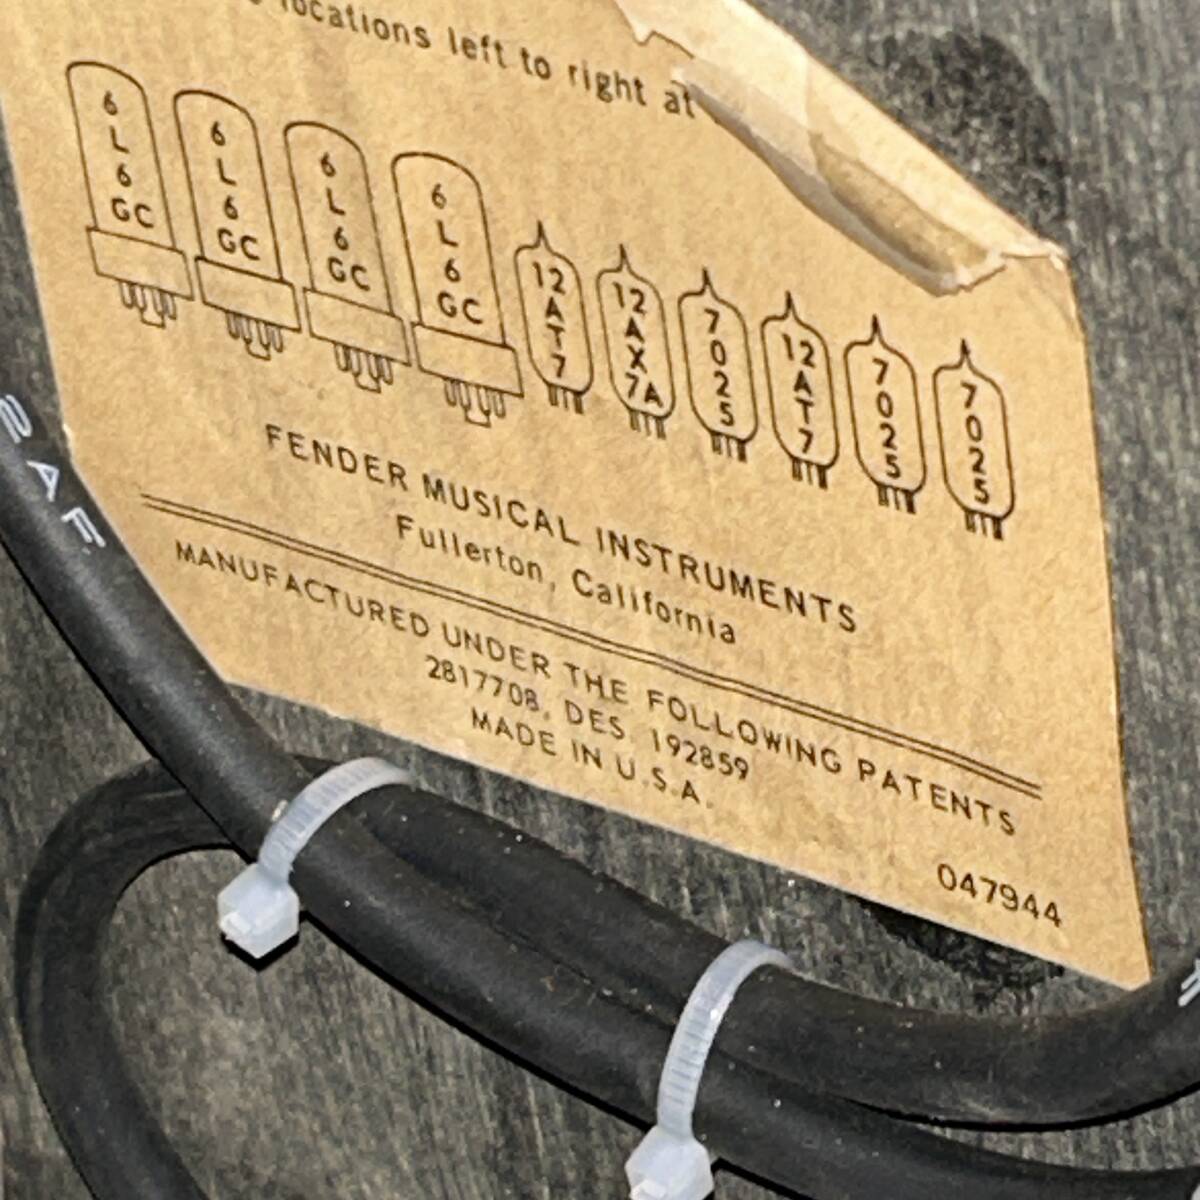 locations left to right at
6L6GC 6L6GC 6L6GC 6L6GC 12AT7 12AX7A 7025 12AT7 7025 7025
FENDER MUSICAL INSTRUMENTS
Fullerton, California
MANUFACTURED UNDER THE FOLLOWING PATENTS
2817708, DES. 192859
MADE IN U.S.A.
047944